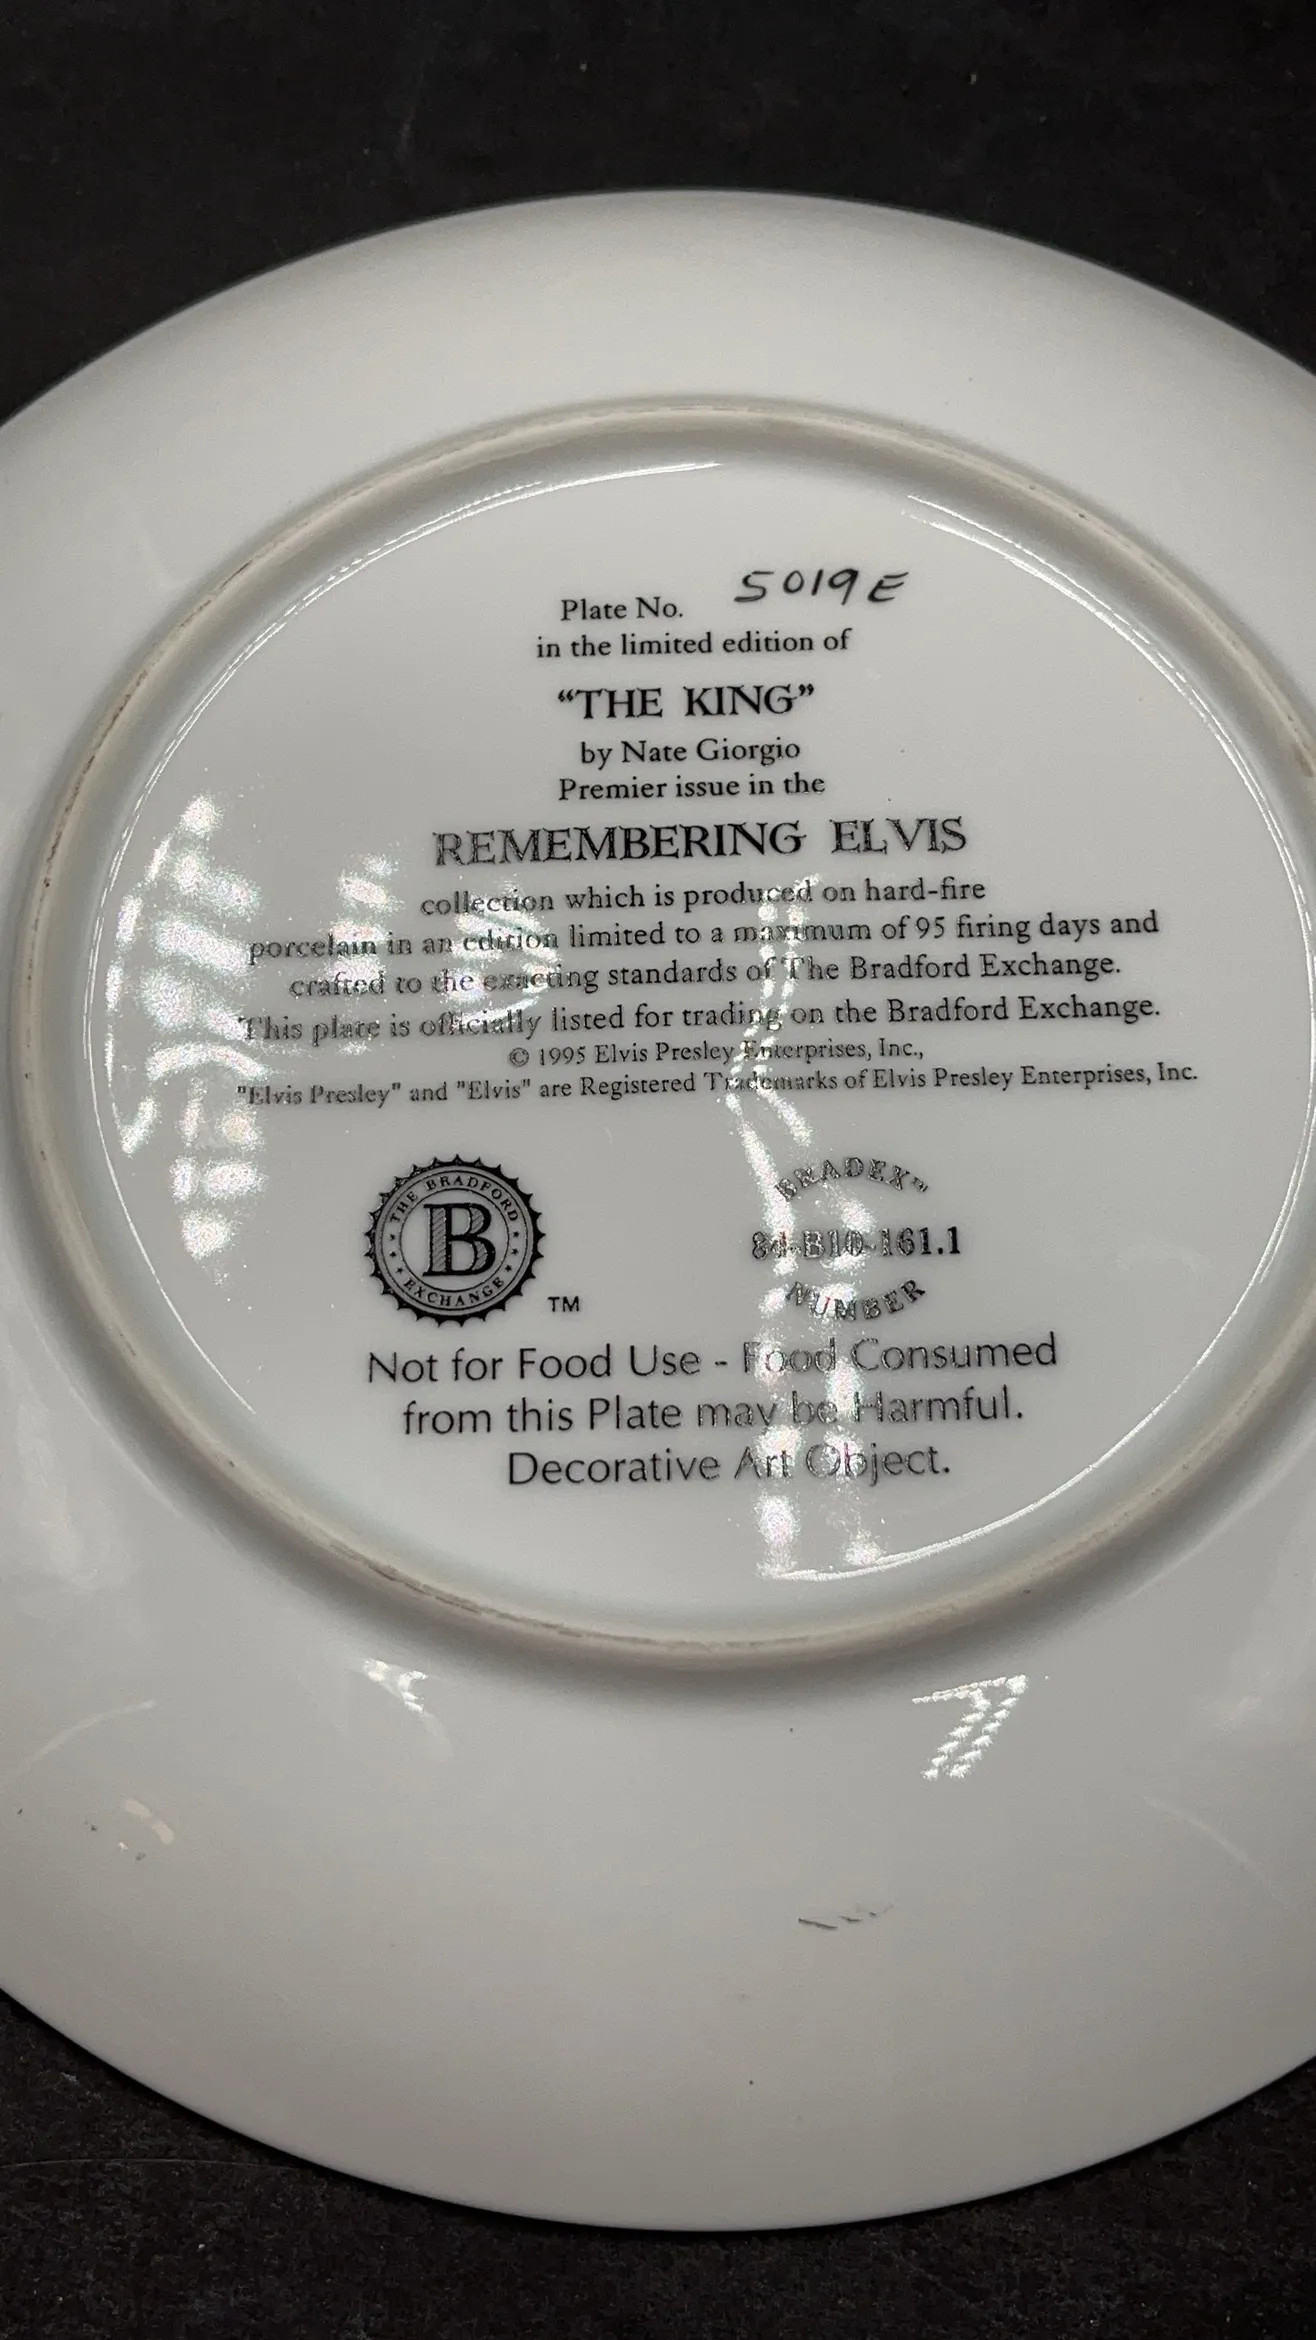 Plate No. 5019E
in the limited edition of
“THE KING”
by Nate Giorgio
Premier issue in the
REMEMBERING ELVIS
collection which is produced on hard-fire
porcelain in an edition limited to a maximum of 95 firing days and
crafted to the exacting standards of The Bradford Exchange.
This plate is officially listed for trading on the Bradford Exchange.
© 1995 Elvis Presley Enterprises, Inc.,
"Elvis Presley" and "Elvis" are Registered Trademarks of Elvis Presley Enterprises, Inc.
THE BRADFORD
B
EXCHANGE
TM
BRADEX™
84-B10-161.1
NUMBER
Not for Food Use - Food Consumed
from this Plate may be Harmful.
Decorative Art Object.